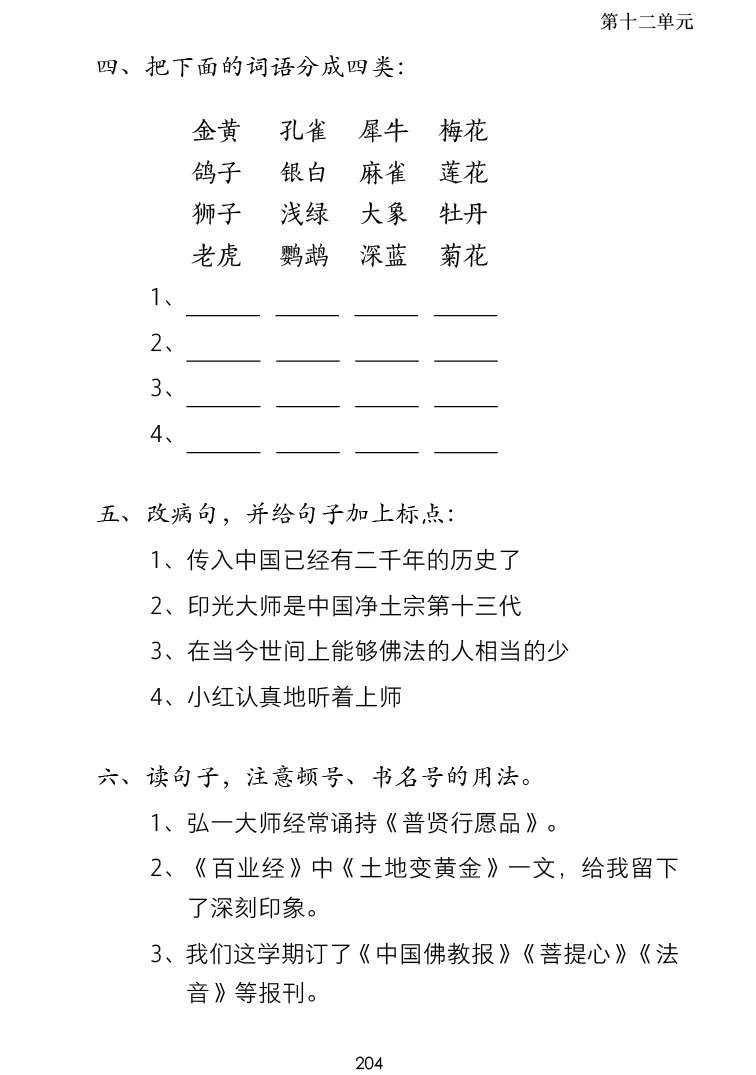 第十二单元
四、把下面的词语分成四类：
金黄 孔雀 犀牛 梅花
鸽子 银白 麻雀 莲花
狮子 浅绿 大象 牡丹
老虎 鹦鹉 深蓝 菊花
1、
2、
3、
4、
五、改病句，并给句子加上标点：
1、传入中国已经有二千年的历史了
2、印光大师是中国净土宗第十三代
3、在当今世间上能够佛法的人相当的少
4、小红认真地听着上师
六、读句子，注意顿号、书名号的用法。
1、弘一大师经常诵持《普贤行愿品》。
2、《百业经》中《土地变黄金》一文，给我留下
了深刻印象。
3、我们这学期订了《中国佛教报》《菩提心》《法
音》等报刊。
204